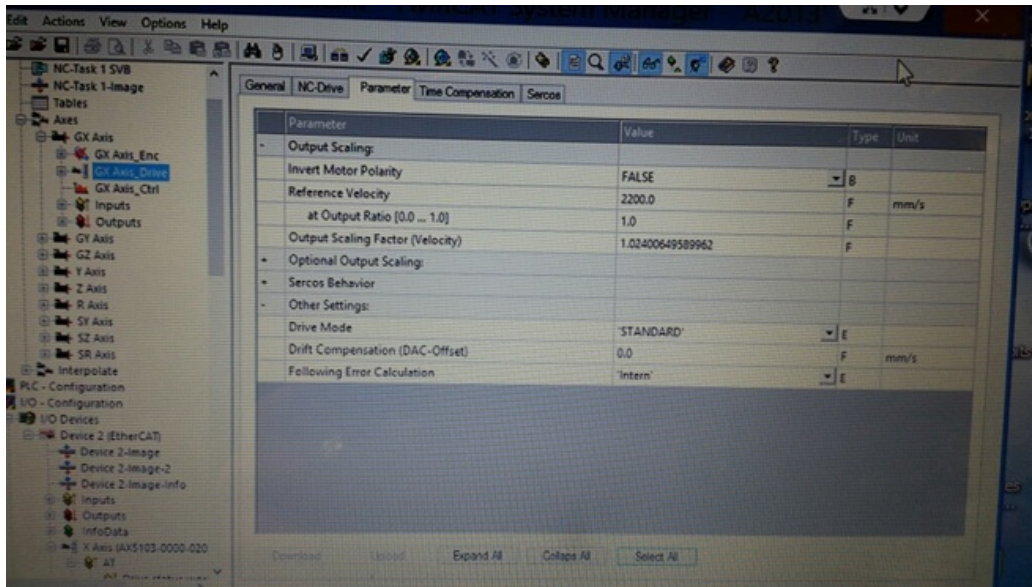 TwinCAT System Manager
Edit Actions View Options Help
NC-Task 1 SVB
NC-Task 1-Image
Tables
Axes
GX Axis
GX Axis_Enc
GX Axis_Drive
GX Axis_Ctrl
Inputs
Outputs
GY Axis
GZ Axis
Y Axis
Z Axis
R Axis
SY Axis
SZ Axis
SR Axis
Interpolate
PLC - Configuration
I/O - Configuration
I/O Devices
Device 2 (EtherCAT)
Device 2-Image
Device 2-Image-2
Device 2-Image-Info
Inputs
Outputs
InfoData
X Axis (AX5103-0000-020
AT
General NC-Drive Parameter Time Compensation Sercos
Parameter Value Type Unit
- Output Scaling:
Invert Motor Polarity FALSE B
Reference Velocity 2200.0 F mm/s
at Output Ratio [0.0 ... 1.0] 1.0 F
Output Scaling Factor (Velocity) 1.02400649589962 F
+ Optional Output Scaling:
+ Sercos Behavior
- Other Settings:
Drive Mode 'STANDARD' E
Drift Compensation (DAC-Offset) 0.0 F mm/s
Following Error Calculation 'Intern' E
Download Upload Expand All Collaps All Select All